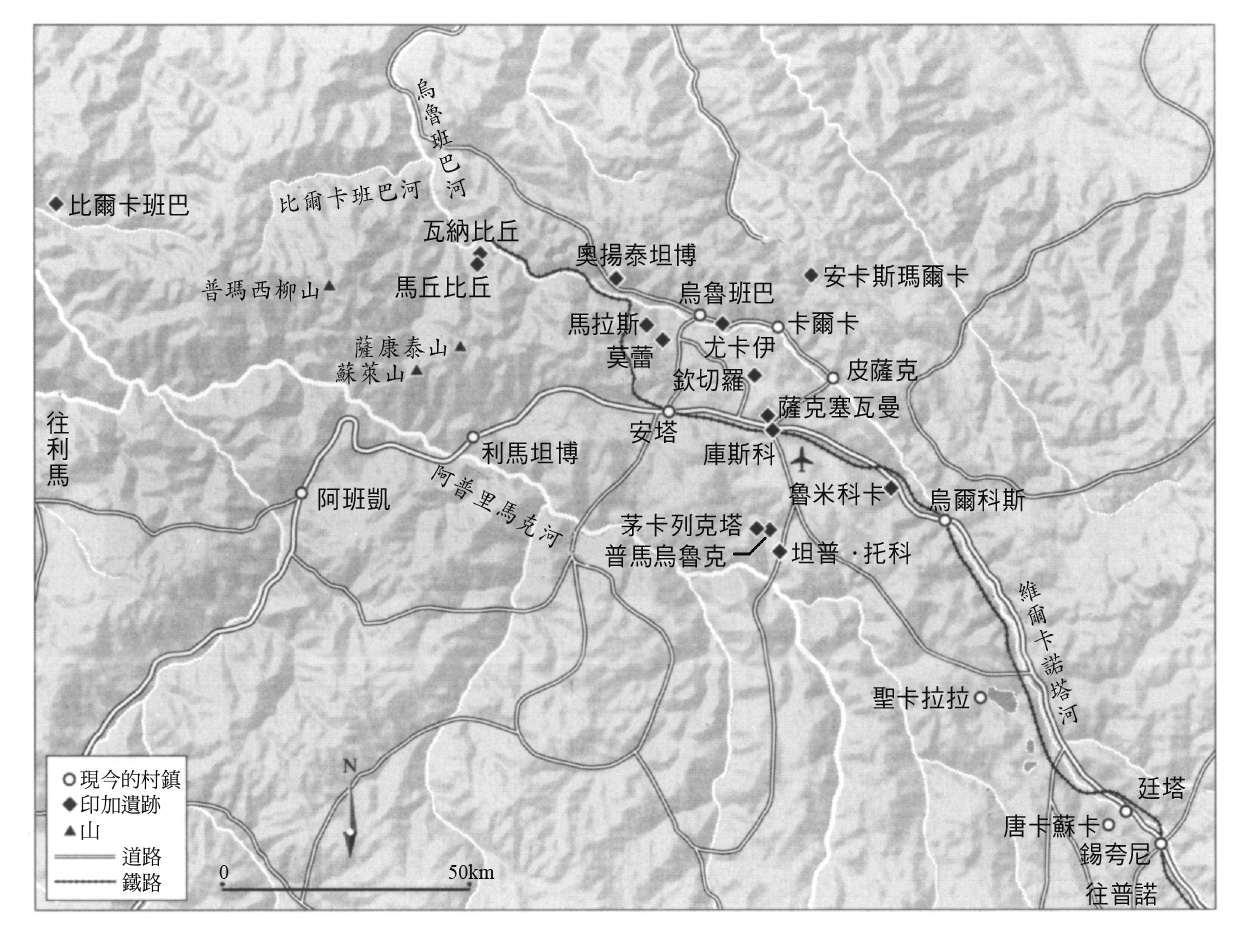 烏魯班巴河
比爾卡班巴河
比爾卡班巴
瓦納比丘
馬丘比丘
奧揚泰坦博
安卡斯瑪爾卡
普瑪西柳山
烏魯班巴
馬拉斯
卡爾卡
莫蕾
尤卡伊
薩康泰山
蘇萊山
欽切羅
皮薩克
往利馬
薩克塞瓦曼
安塔
利馬坦博
庫斯科
阿普里馬克河
阿班凱
魯米科卡
烏爾科斯
茅卡列克塔
普馬烏魯克
坦普·托科
維爾卡諾塔河
聖卡拉拉
N
現今的村鎮
印加遺跡
山
道路
鐵路
0
50km
廷塔
唐卡蘇卡
錫夸尼
往普諾